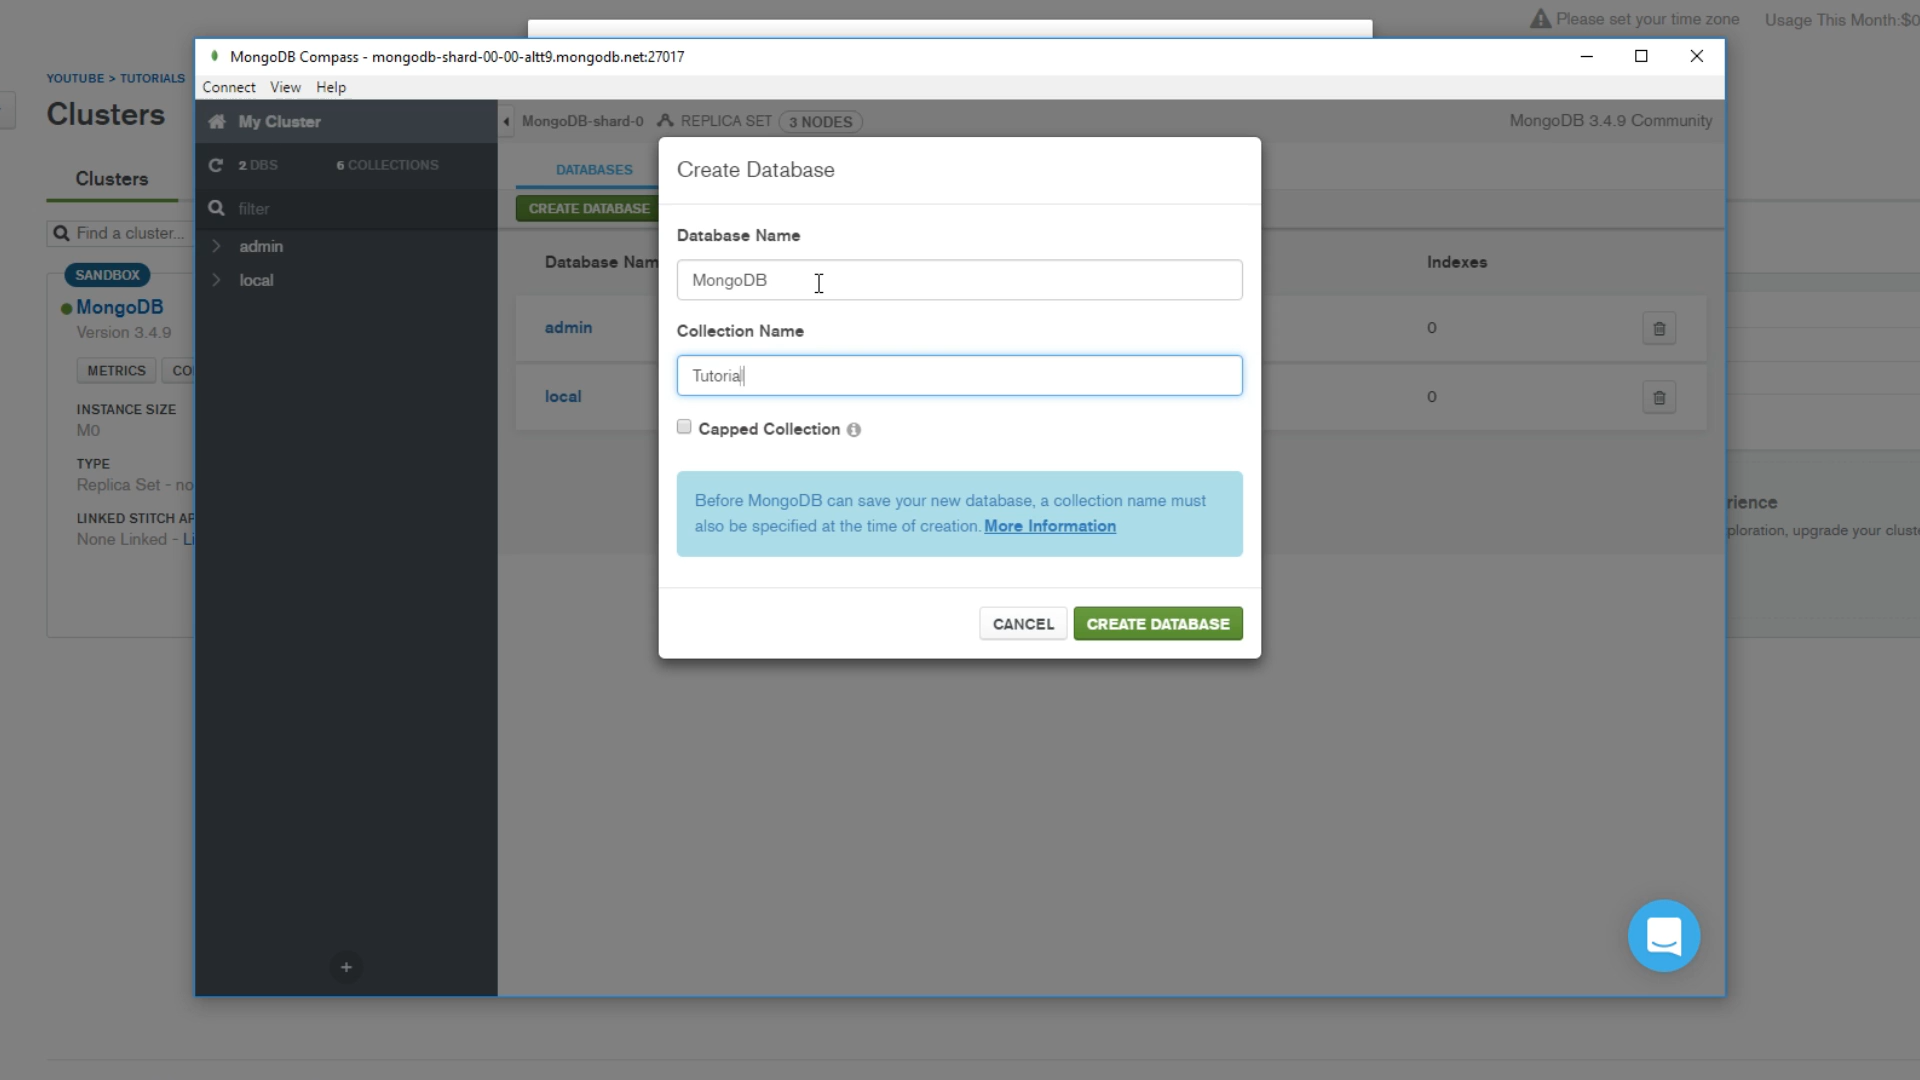 Please set your time zone
Usage This Month:$0
MongoDB Compass - mongodb-shard-00-00-altt9.mongodb.net:27017
YOUTUBE > TUTORIALS
Connect View Help
Clusters
My Cluster
MongoDB-shard-0 REPLICA SET 3 NODES
MongoDB 3.4.9 Community
2 DBS 6 COLLECTIONS
DATABASES
Create Database
Clusters
filter
CREATE DATABASE
Find a cluster...
Database Name
admin
Database Nam
Indexes
SANDBOX
local
MongoDB
MongoDB
Version 3.4.9
admin
0
Collection Name
METRICS CO
Tutorial
local
0
INSTANCE SIZE
M0
Capped Collection
TYPE
Replica Set - no
Before MongoDB can save your new database, a collection name must
also be specified at the time of creation. More Information
rience
LINKED STITCH AP
None Linked - Li
ploration, upgrade your cluste
CANCEL
CREATE DATABASE